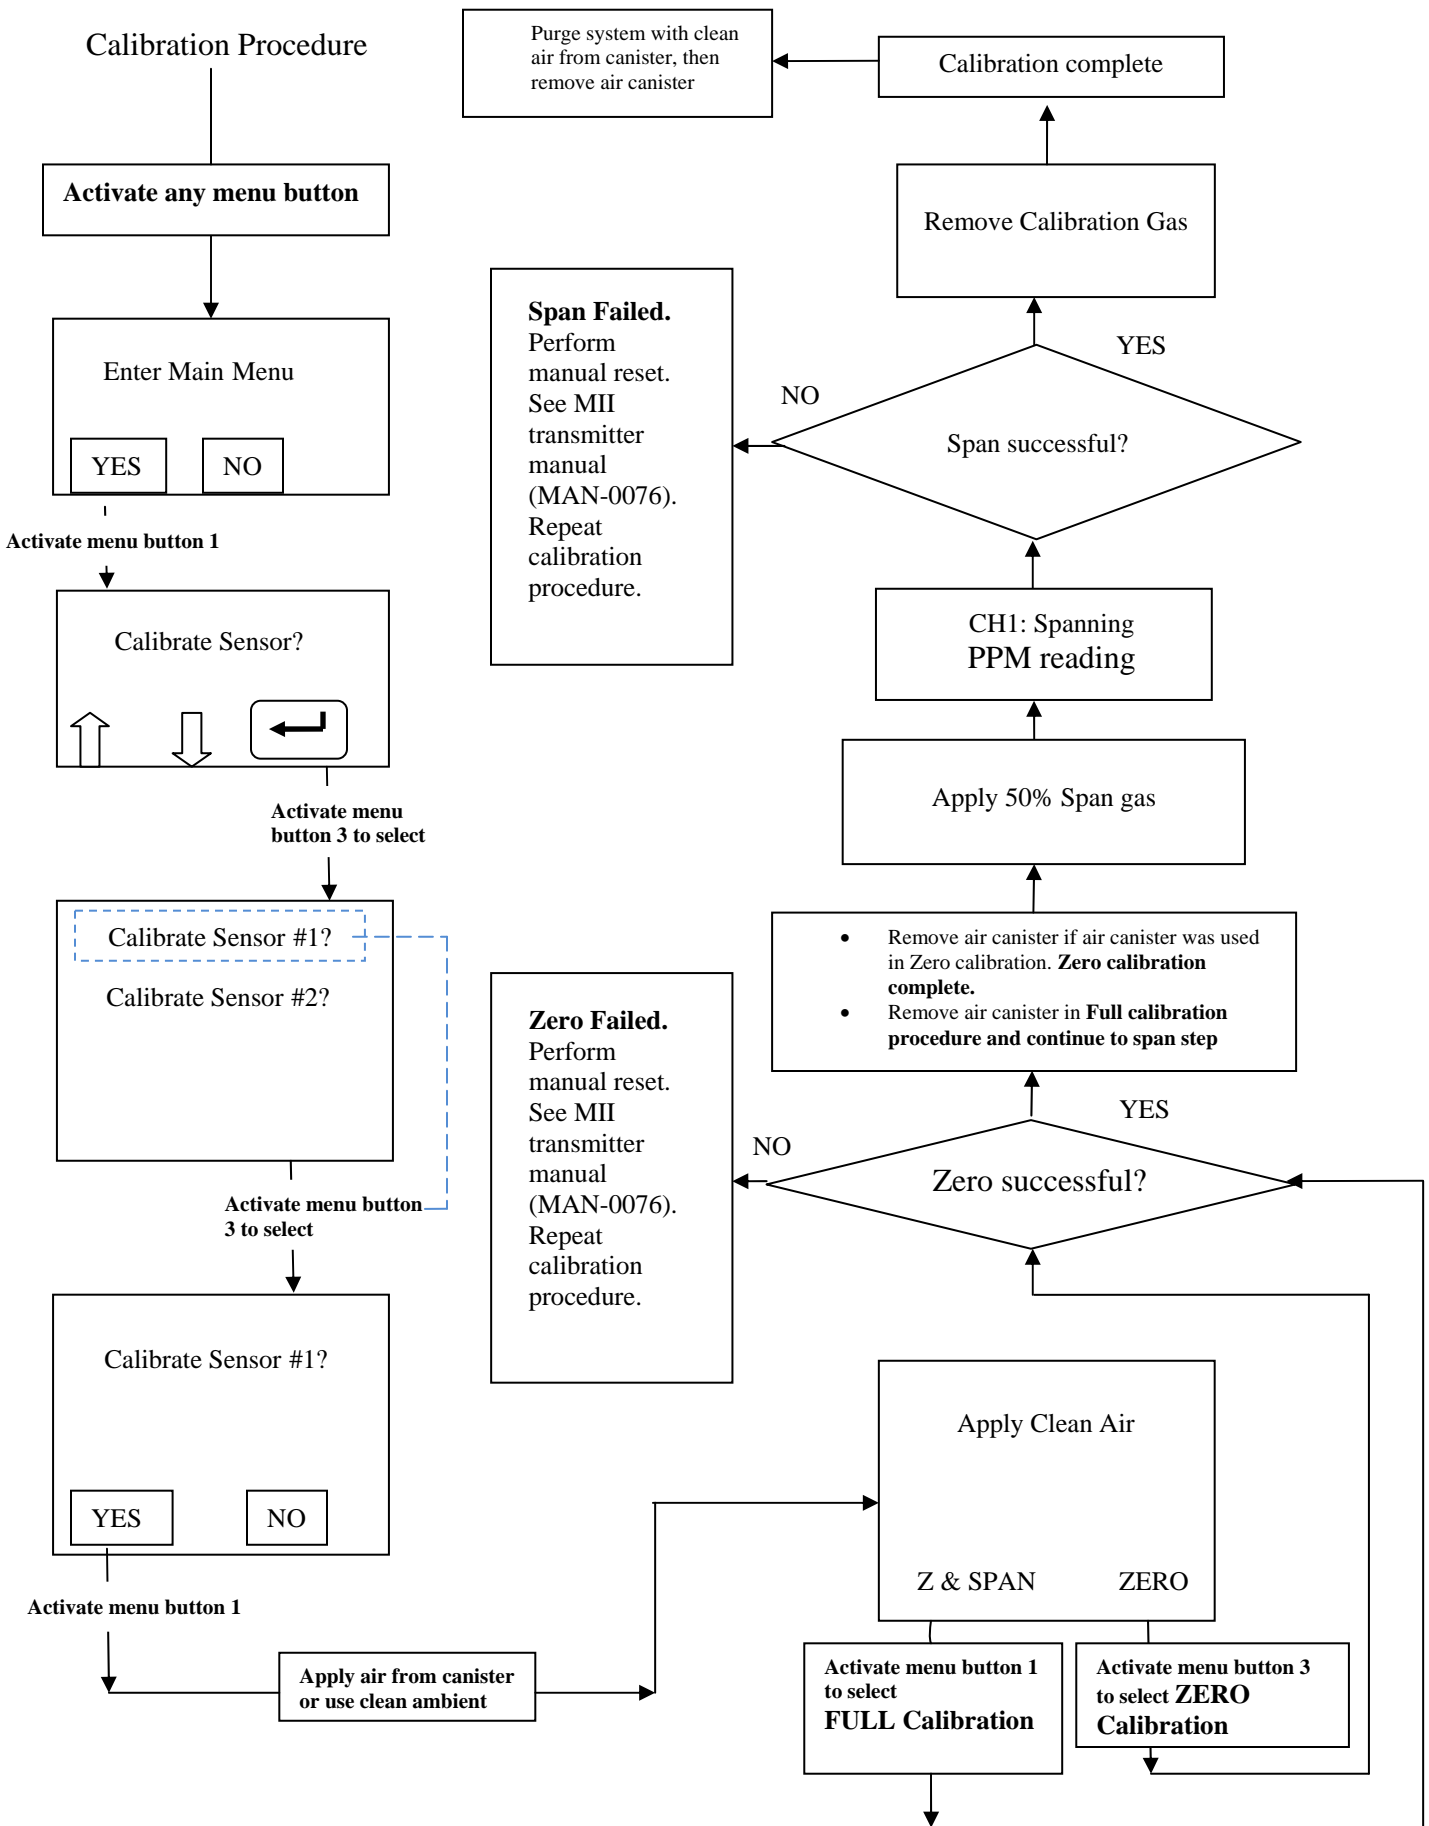 Calibration Procedure
Activate any menu button
Enter Main Menu
YES
NO
Activate menu button 1
Calibrate Sensor?
Activate menu
button 3 to select
Calibrate Sensor #1?
Calibrate Sensor #2?
Activate menu button
3 to select
Calibrate Sensor #1?
YES
NO
Activate menu button 1
Apply air from canister
or use clean ambient
Apply Clean Air
Z & SPAN
ZERO
Activate menu button 1
to select
FULL Calibration
Activate menu button 3
to select ZERO
Calibration
Zero successful?
NO
YES
Zero Failed.
Perform
manual reset.
See MII
transmitter
manual
(MAN-0076).
Repeat
calibration
procedure.
• Remove air canister if air canister was used
in Zero calibration. Zero calibration
complete.
• Remove air canister in Full calibration
procedure and continue to span step
Apply 50% Span gas
CH1: Spanning
PPM reading
Span successful?
NO
YES
Span Failed.
Perform
manual reset.
See MII
transmitter
manual
(MAN-0076).
Repeat
calibration
procedure.
Remove Calibration Gas
Calibration complete
Purge system with clean
air from canister, then
remove air canister